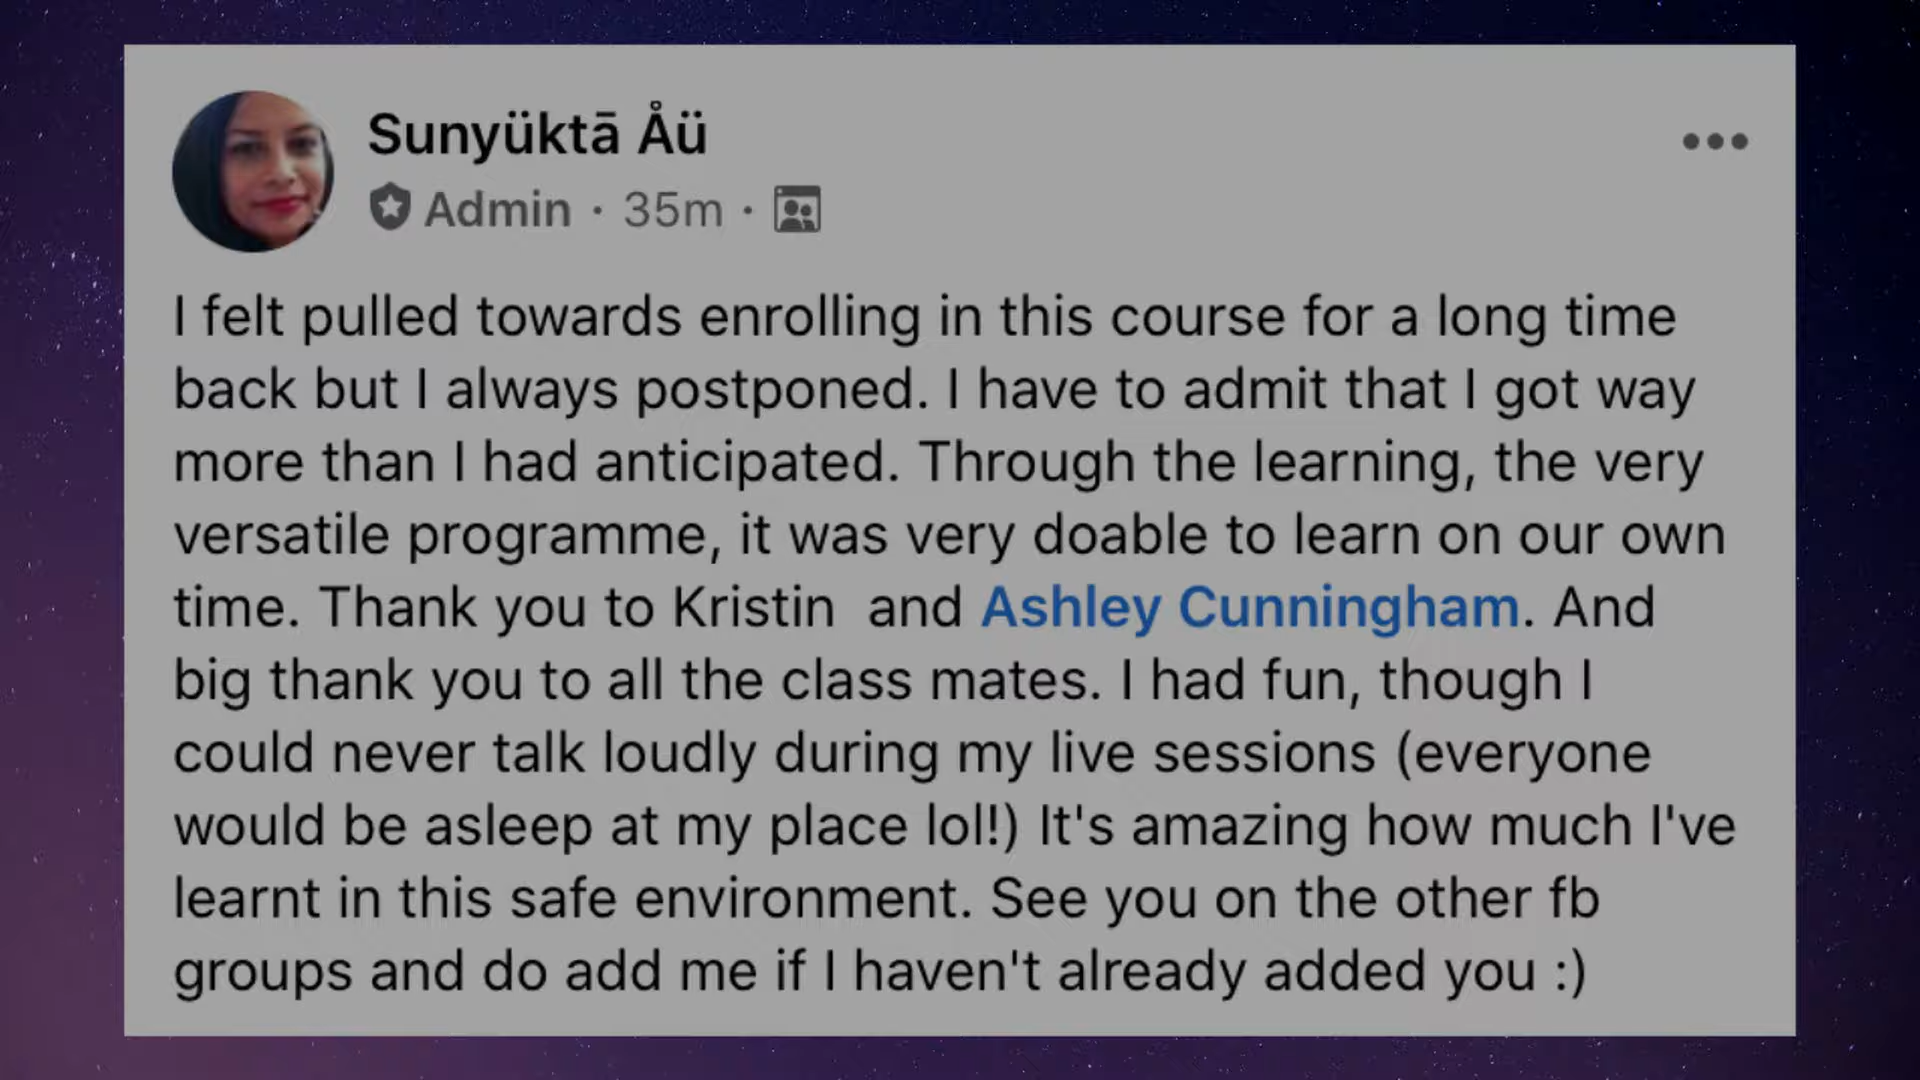 Sunyüktā Åü
Admin · 35m ·
I felt pulled towards enrolling in this course for a long time
back but I always postponed. I have to admit that I got way
more than I had anticipated. Through the learning, the very
versatile programme, it was very doable to learn on our own
time. Thank you to Kristin  and Ashley Cunningham. And
big thank you to all the class mates. I had fun, though I
could never talk loudly during my live sessions (everyone
would be asleep at my place lol!) It's amazing how much I've
learnt in this safe environment. See you on the other fb
groups and do add me if I haven't already added you :)